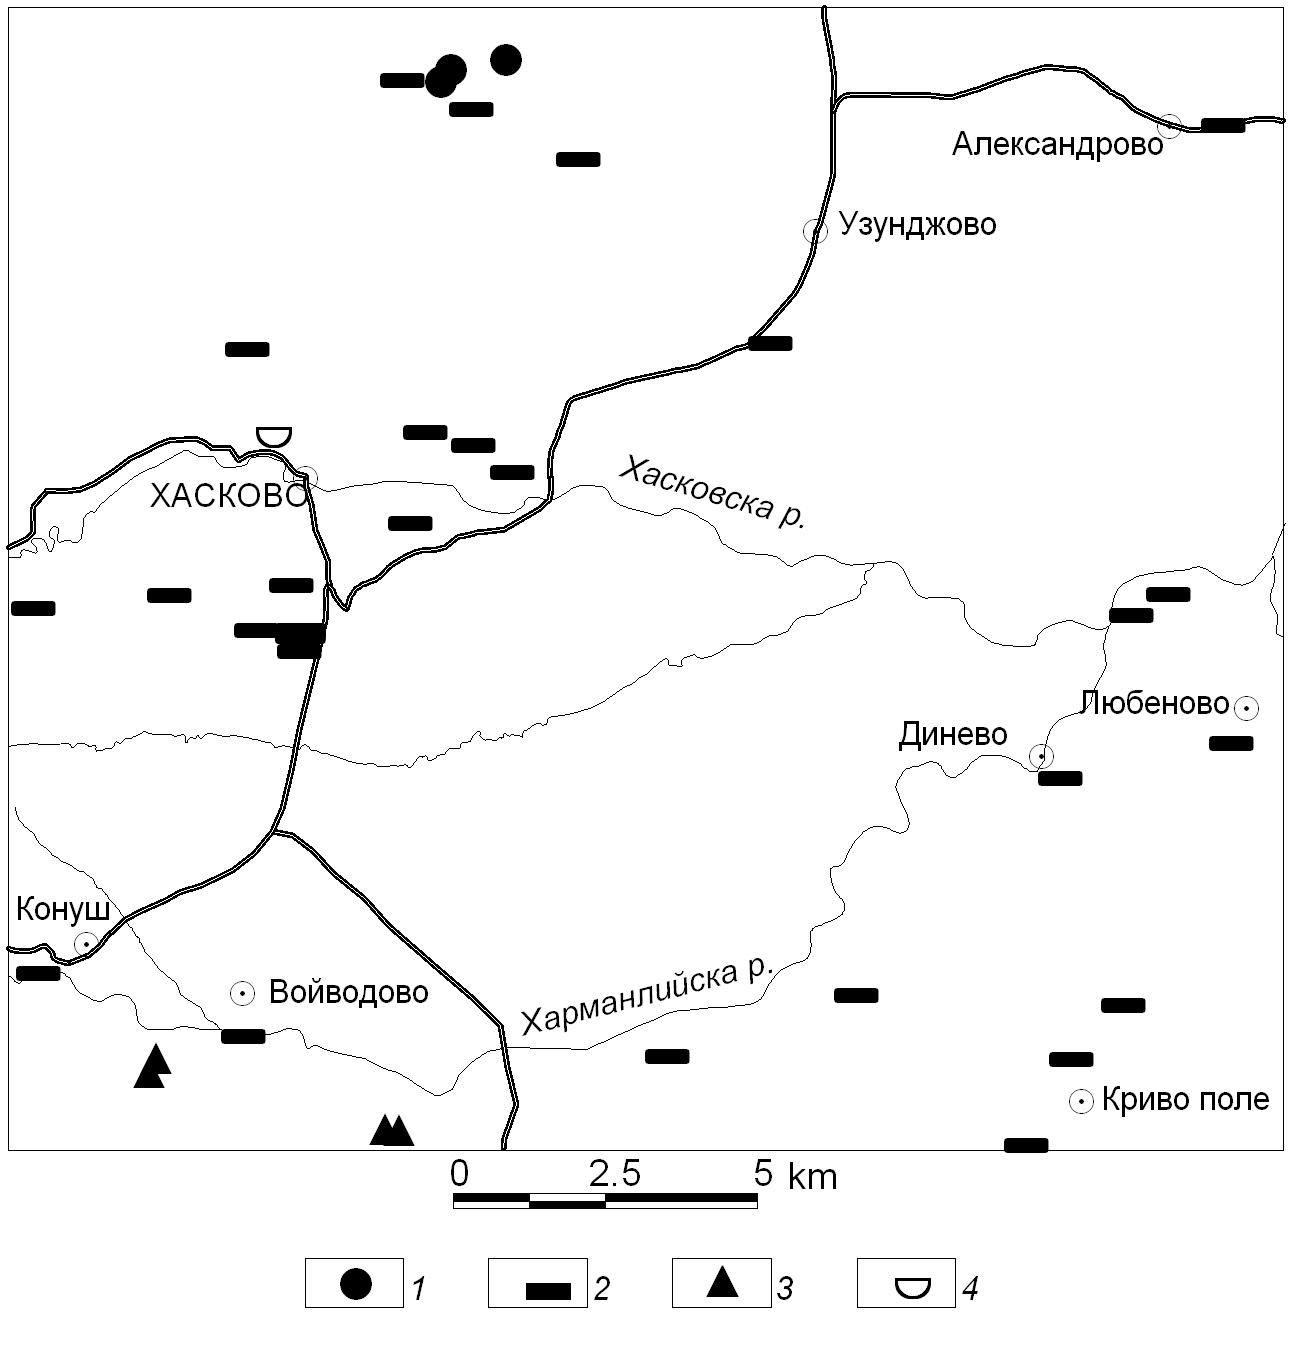 Александрово
Узунджово
Хасковска р.
ХАСКОВО
Любеново
Динево
Конуш
Войводово
Харманлийска р.
Криво поле
0 2.5 5 km
1 2 3 4